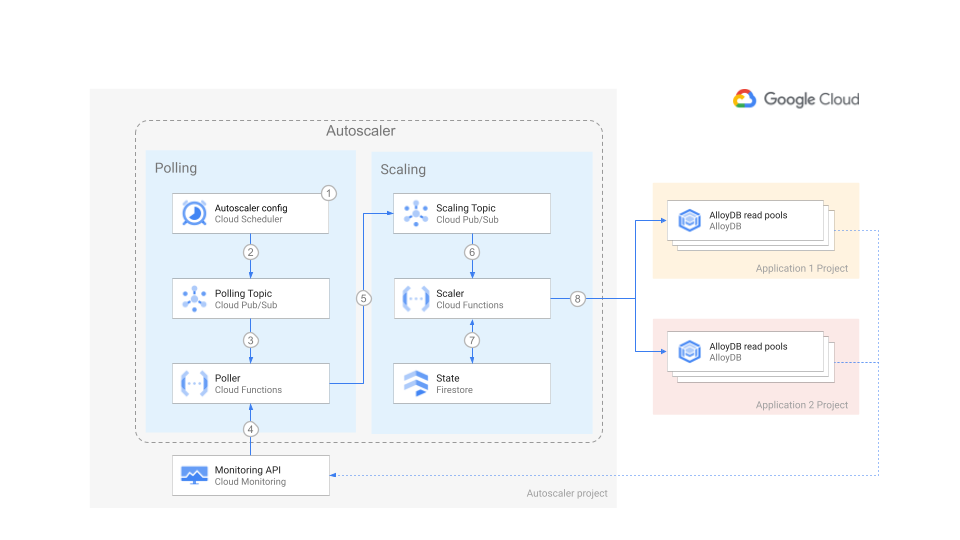 Google Cloud
Autoscaler
Polling
Scaling
1
Autoscaler config
Cloud Scheduler
Scaling Topic
Cloud Pub/Sub
AlloyDB read pools
AlloyDB
2
6
Application 1 Project
Polling Topic
Cloud Pub/Sub
5
Scaler
Cloud Functions
8
3
7
AlloyDB read pools
AlloyDB
Poller
Cloud Functions
State
Firestore
Application 2 Project
4
Monitoring API
Cloud Monitoring
Autoscaler project